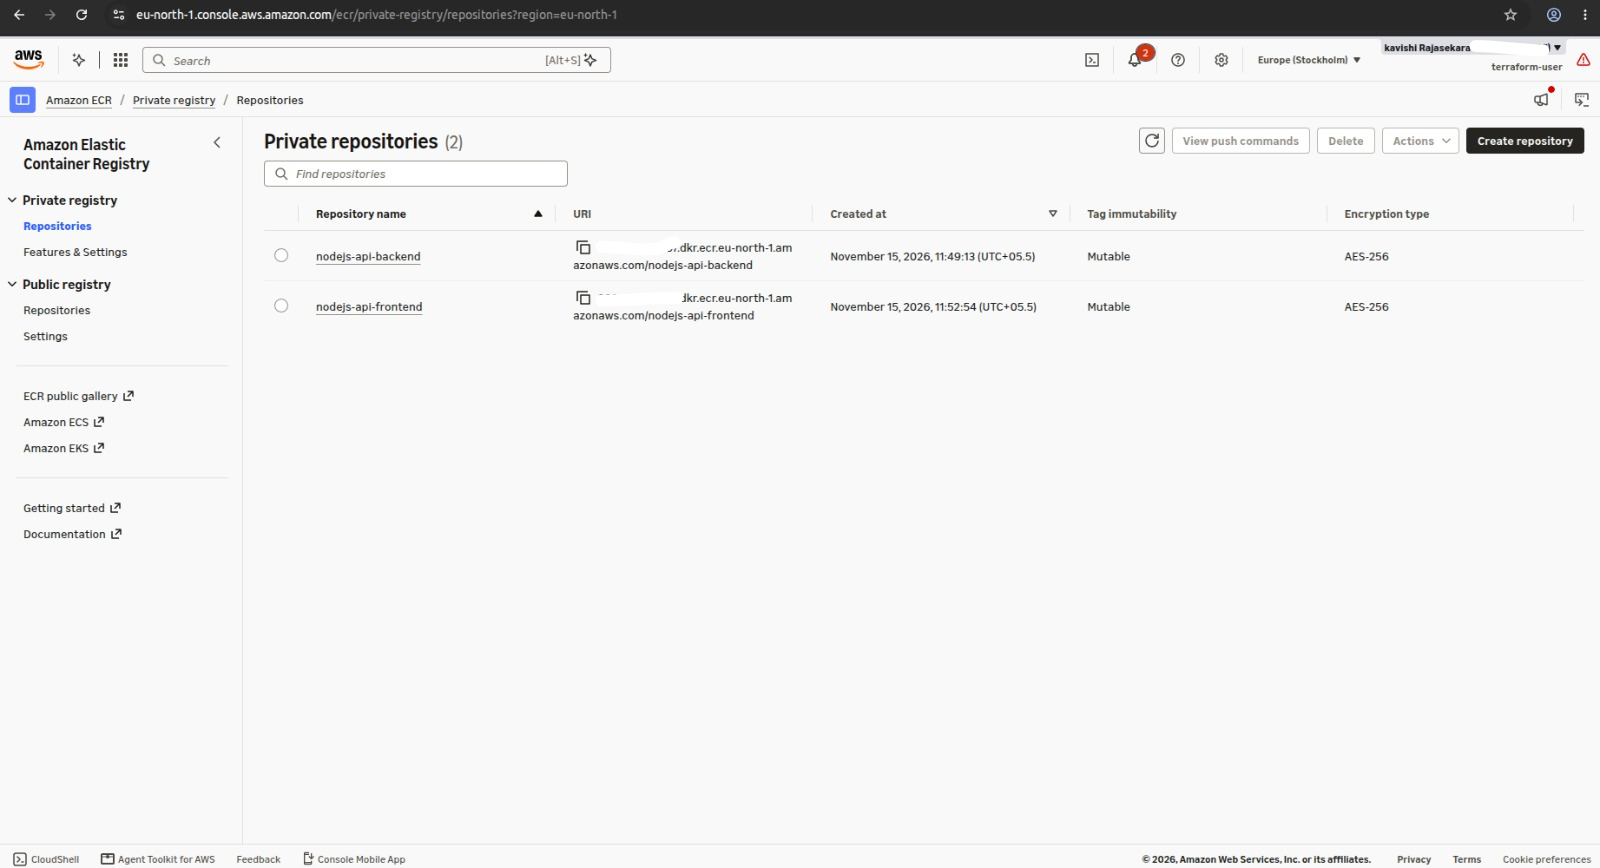 eu-north-1.console.aws.amazon.com/ecr/private-registry/repositories?region=eu-north-1
aws
Search
[Alt+S]
2
Europe (Stockholm)
kavishi Rajasekara
terraform-user
Amazon ECR / Private registry / Repositories
Amazon Elastic
Container Registry
Private registry
Repositories
Features & Settings
Public registry
Repositories
Settings
ECR public gallery
Amazon ECS
Amazon EKS
Getting started
Documentation
Private repositories (2)
View push commands
Delete
Actions
Create repository
Find repositories
Repository name URI Created at Tag immutability Encryption type
nodejs-api-backend
.dkr.ecr.eu-north-1.am
azonaws.com/nodejs-api-backend
November 15, 2026, 11:49:13 (UTC+05.5)
Mutable
AES-256
nodejs-api-frontend
dkr.ecr.eu-north-1.am
azonaws.com/nodejs-api-frontend
November 15, 2026, 11:52:54 (UTC+05.5)
Mutable
AES-256
CloudShell
Agent Toolkit for AWS
Feedback
Console Mobile App
© 2026, Amazon Web Services, Inc. or its affiliates.
Privacy
Terms
Cookie preferences